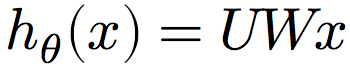 h_θ(x) = UWx